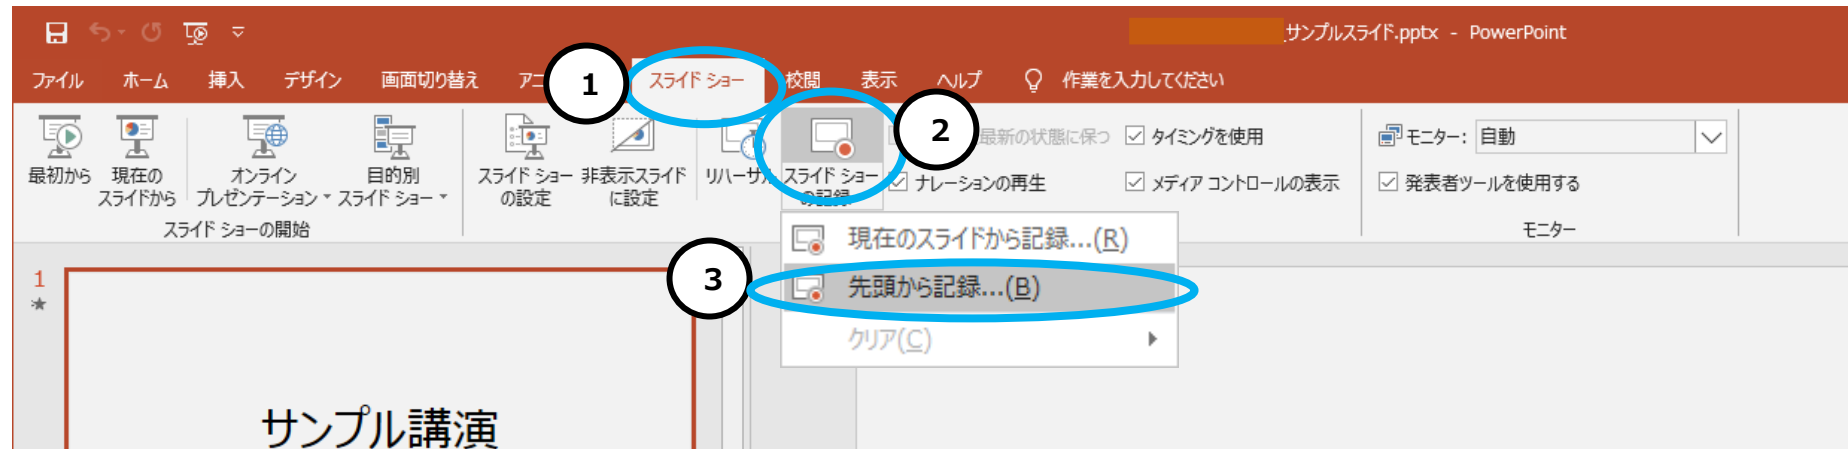 _サンプルスライド.pptx - PowerPoint
ファイル ホーム 挿入 デザイン 画面切り替え アニ 1 スライド ショー 校閲 表示 ヘルプ 作業を入力してください
最初から
現在の
スライドから
オンライン
プレゼンテーション
目的別
スライド ショー
スライド ショーの開始
スライド ショー
の設定
非表示スライド
に設定
リハーサル
スライド ショー
の記録
2
最新の状態に保つ
ナレーションの再生
タイミングを使用
メディア コントロールの表示
モニター: 自動
発表者ツールを使用する
モニター
現在のスライドから記録...(R)
3
先頭から記録...(B)
クリア(C)
1
サンプル講演